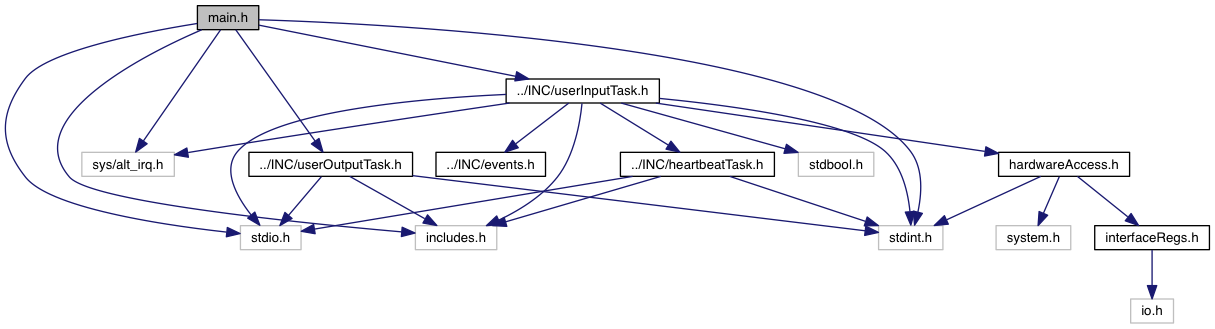 main.h
../INC/userInputTask.h
sys/alt_irq.h
../INC/userOutputTask.h
../INC/events.h
../INC/heartbeatTask.h
stdbool.h
hardwareAccess.h
stdio.h
includes.h
stdint.h
system.h
interfaceRegs.h
io.h